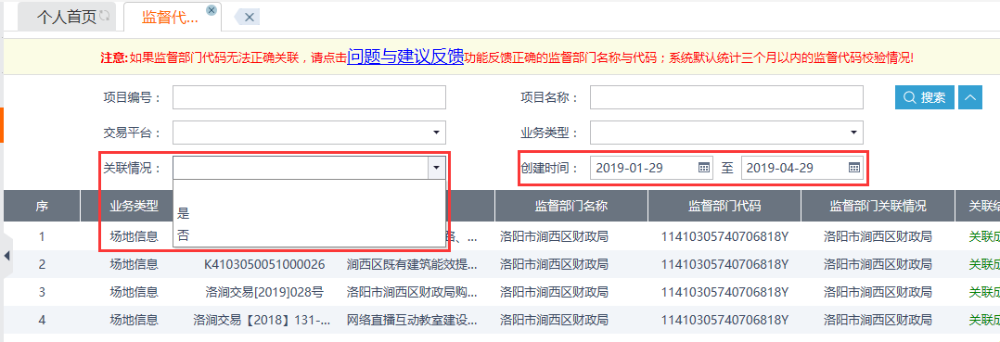 个人首页 监督代...
注意:如果监督部门代码无法正确关联，请点击问题与建议反馈功能反馈正确的监督部门名称与代码；系统默认统计三个月以内的监督代码校验情况!
项目编号： 项目名称： 搜索
交易平台： 业务类型：
关联情况： 创建时间： 2019-01-29 至 2019-04-29
是
否
序 业务类型 监督部门名称 监督部门代码 监督部门关联情况 关联
1 场地信息 、... 洛阳市涧西区财政局 11410305740706818Y 洛阳市涧西区财政局 关联
2 场地信息 K4103050051000026 涧西区既有建筑能效提... 洛阳市涧西区财政局 11410305740706818Y 洛阳市涧西区财政局 关联
3 场地信息 洛涧交易[2019]028号 洛阳市涧西区财政局购... 洛阳市涧西区财政局 11410305740706818Y 洛阳市涧西区财政局 关联
4 场地信息 洛涧交易【2018】131-... 网络直播互动教室建设... 洛阳市涧西区财政局 11410305740706818Y 洛阳市涧西区财政局 关联